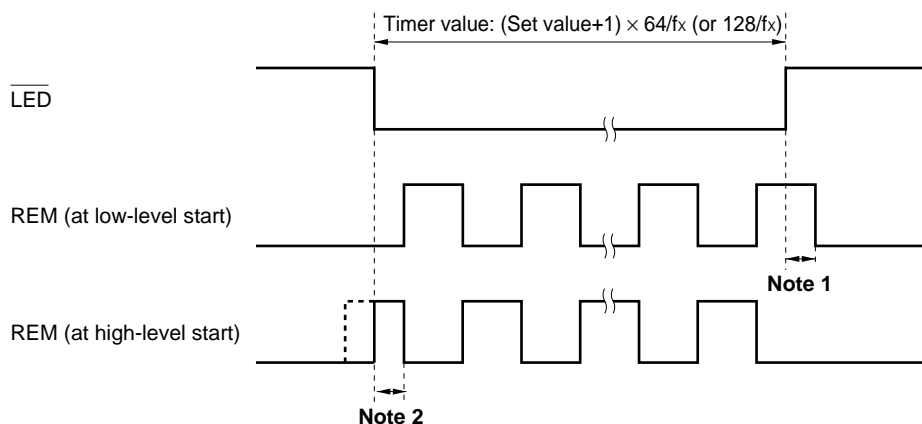 Timer value: (Set value+1) × 64/fx (or 128/fx)
LED
REM (at low-level start)
Note 1
REM (at high-level start)
Note 2